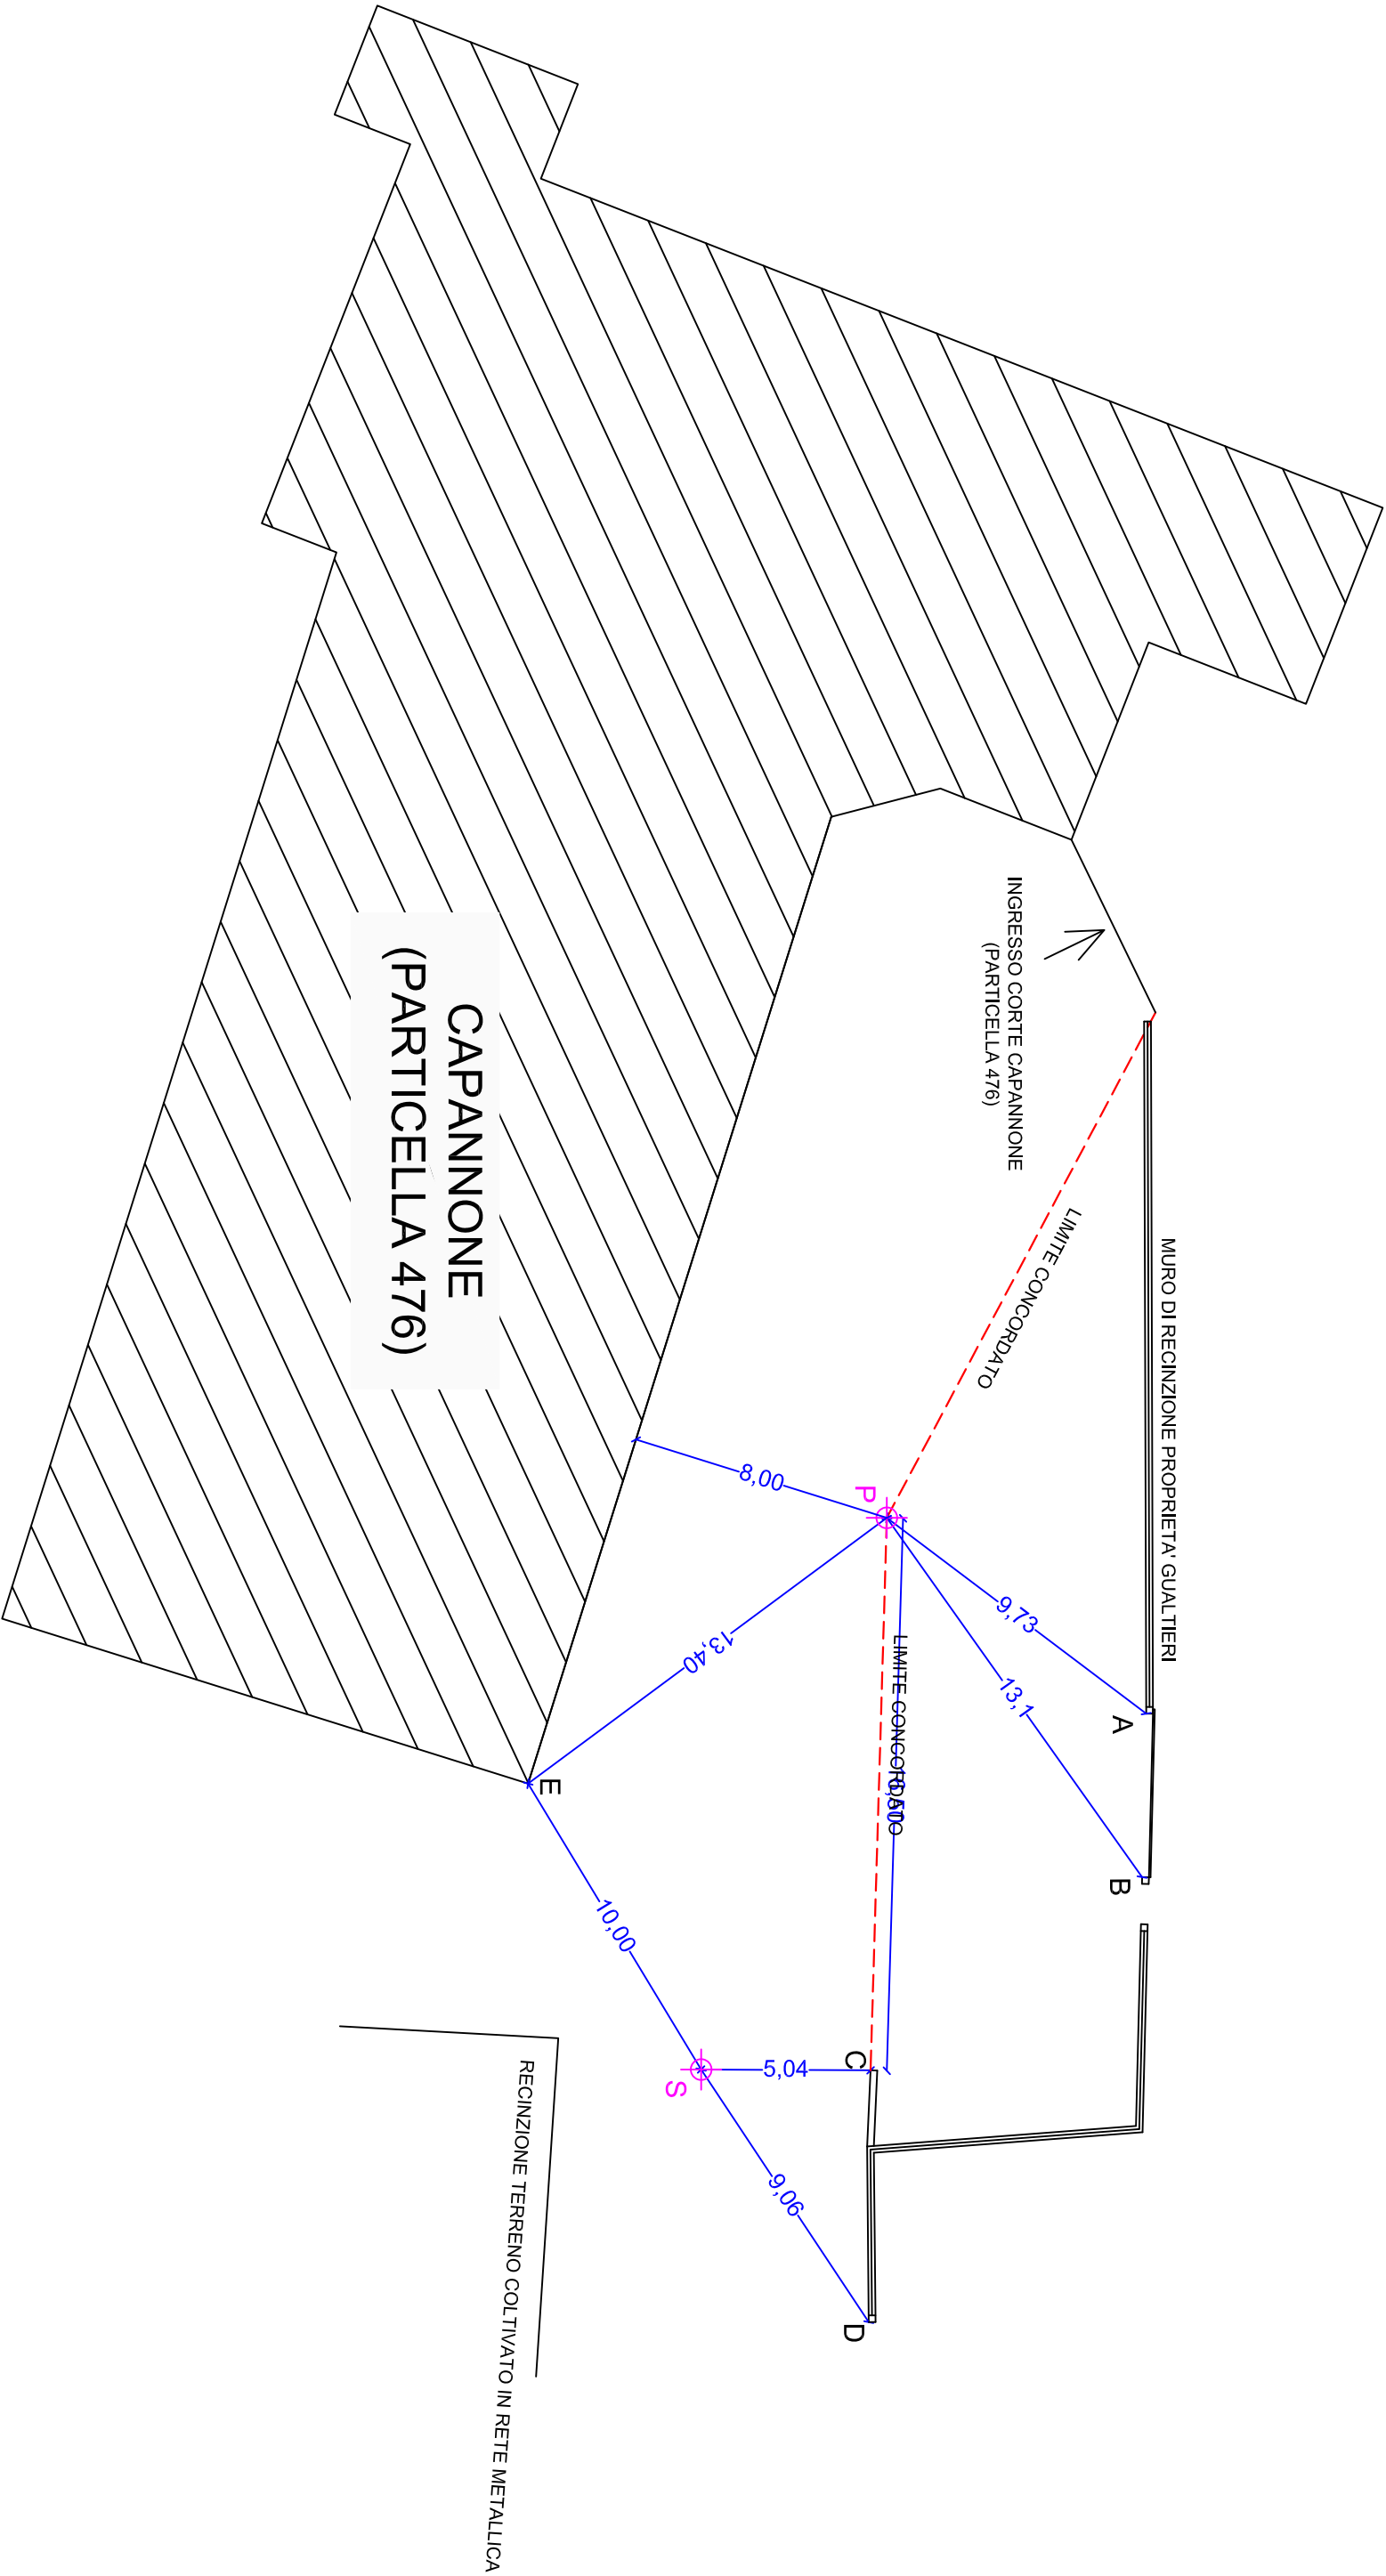 INGRESSO CORTE CAPANNONE
(PARTICELLA 476)
MURO DI RECINZIONE PROPRIETA' GUALTIERI
LIMITE CONCORDATO
CAPANNONE
(PARTICELLA 476)
8,00
P
9,73
13,1
13,40
LIMITE CONCORDATO
A
B
E
10,00
C
5,04
S
9,06
D
RECINZIONE TERRENO COLTIVATO IN RETE METALLICA